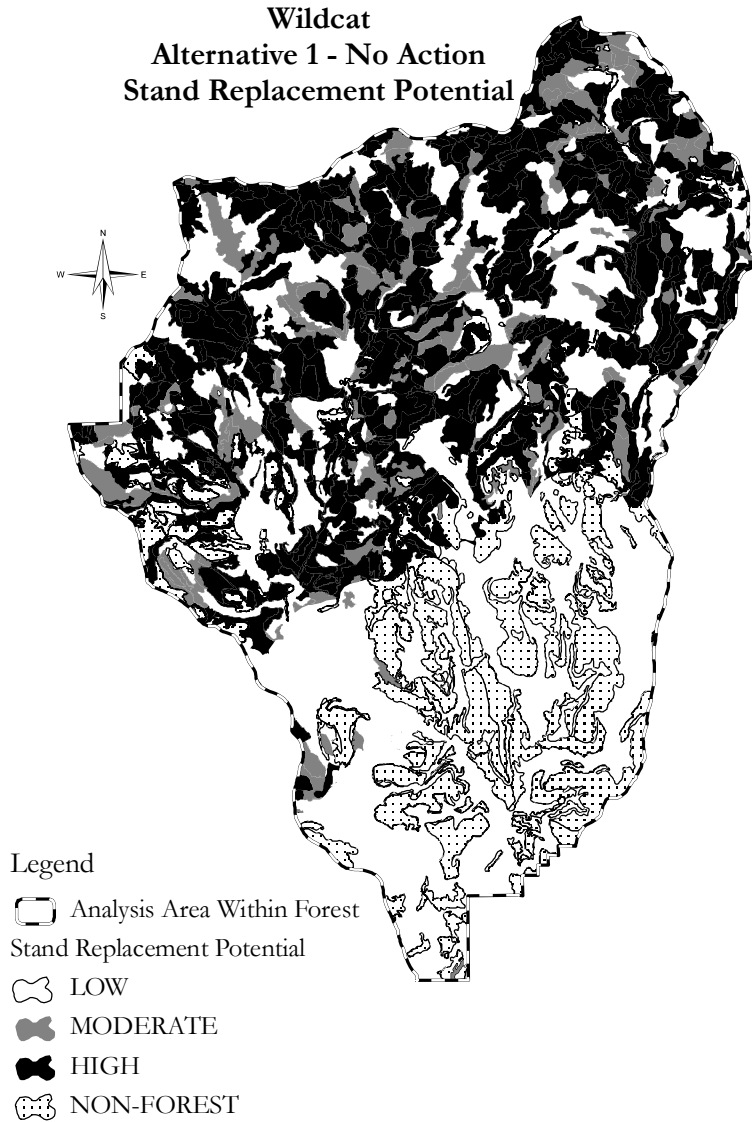 Wildcat
Alternative 1 - No Action
Stand Replacement Potential
N
W E
S
Legend
Analysis Area Within Forest
Stand Replacement Potential
LOW
MODERATE
HIGH
NON-FOREST